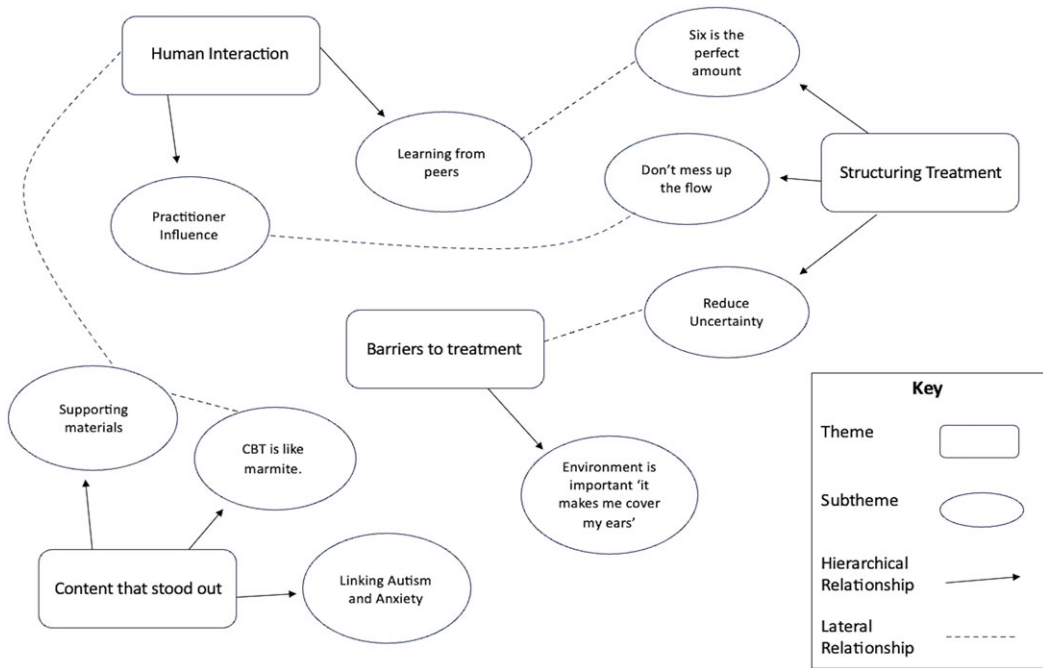 Human Interaction
Six is the
perfect
amount
Learning from
peers
Don't mess up
the flow
Structuring Treatment
Practitioner
Influence
Reduce
Uncertainty
Barriers to treatment
Supporting
materials
CBT is like
marmite.
Environment is
important ‘it
makes me cover
my ears’
Content that stood out
Linking Autism
and Anxiety
Key
Theme
Subtheme
Hierarchical
Relationship
Lateral
Relationship